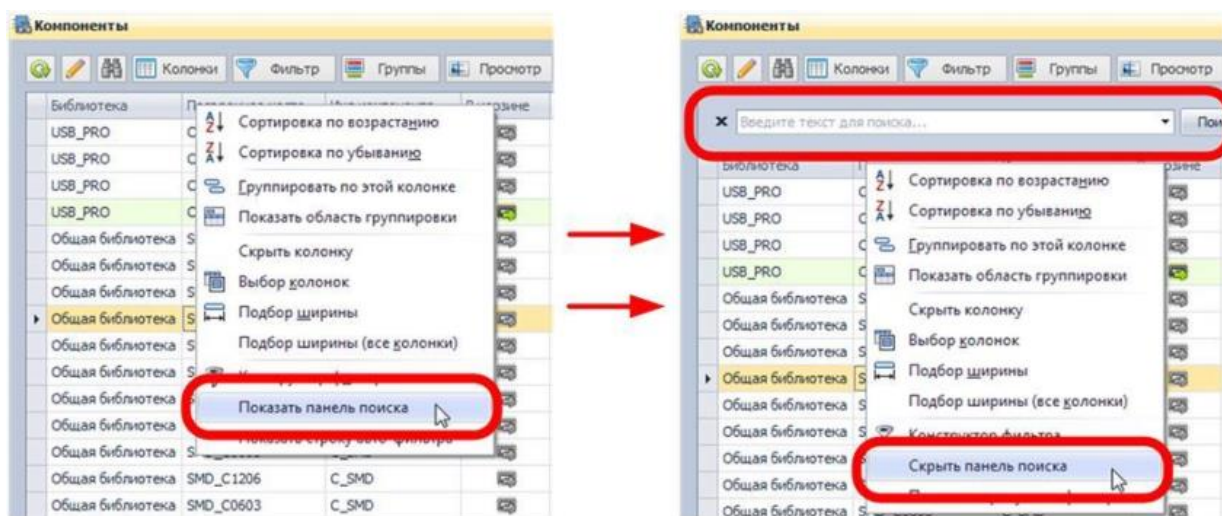 Компоненты
Колонки Фильтр Группы Просмотр
Библиотека
USB_PRO
Сортировка по возрастанию
USB_PRO
Сортировка по убыванию
USB_PRO
Группировать по этой колонке
USB_PRO
Показать область группировки
Общая библиотека
Скрыть колонку
Общая библиотека
Выбор колонок
Общая библиотека
Общая библиотека
Подбор ширины
Общая библиотека
Подбор ширины (все колонки)
Общая библиотека
Общая библиотека
Показать панель поиска
Общая библиотека
Общая библиотека
Общая библиотека SMD_C1206 C_SMD
Общая библиотека SMD_C0603 C_SMD
Компоненты
Колонки Фильтр Группы Просмотр
Введите текст для поиска...
Библиотека
USB_PRO
Сортировка по возрастанию
USB_PRO
Сортировка по убыванию
USB_PRO
Группировать по этой колонке
USB_PRO
Показать область группировки
Общая библиотека
Скрыть колонку
Общая библиотека
Выбор колонок
Общая библиотека
Общая библиотека
Подбор ширины
Общая библиотека
Подбор ширины (все колонки)
Общая библиотека
Конструктор фильтра
Общая библиотека
Скрыть панель поиска
Общая библиотека
Общая библиотека